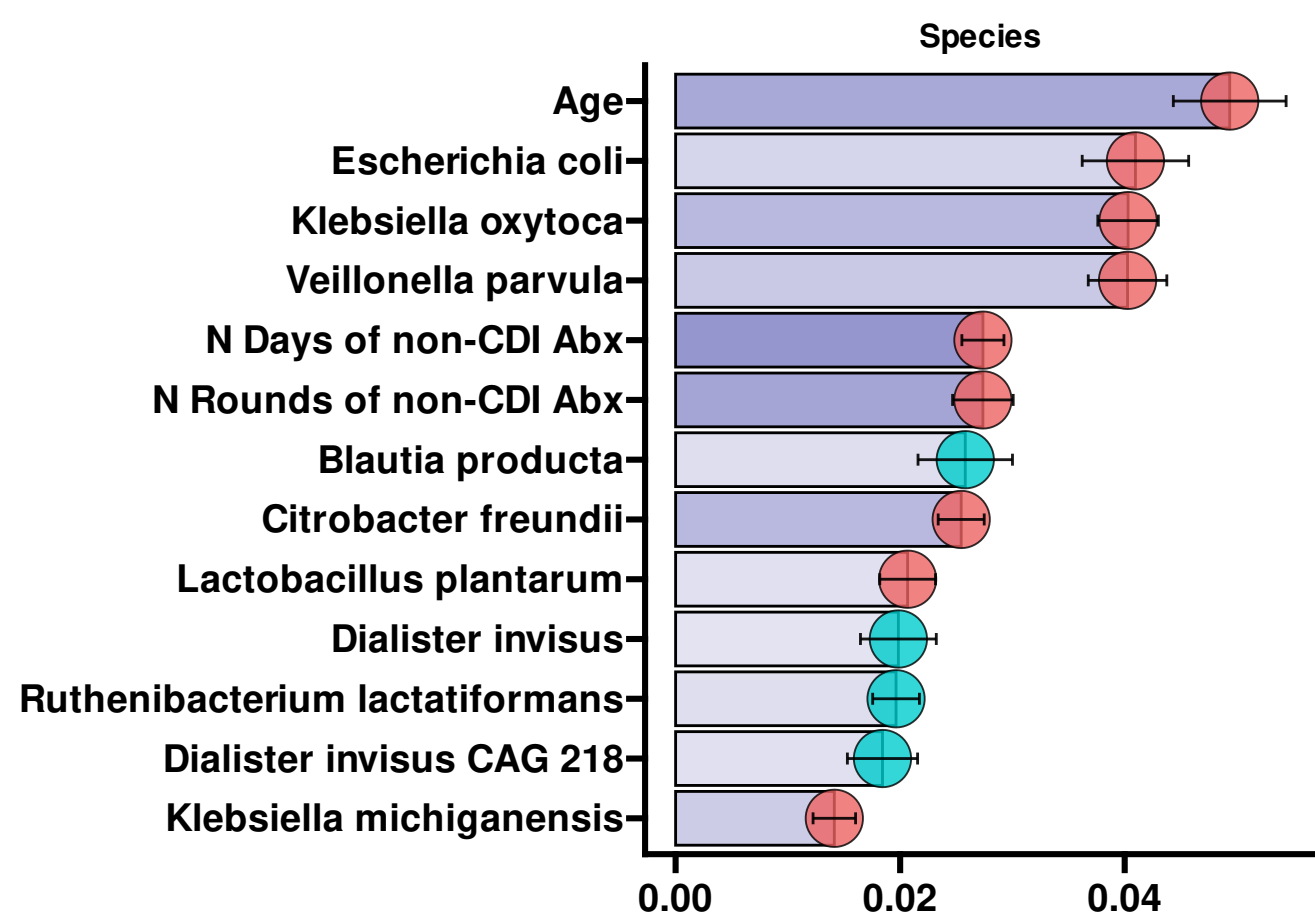 Species
Age
Escherichia coli
Klebsiella oxytoca
Veillonella parvula
N Days of non-CDI Abx
N Rounds of non-CDI Abx
Blautia producta
Citrobacter freundii
Lactobacillus plantarum
Dialister invisus
Ruthenibacterium lactatiformans
Dialister invisus CAG 218
Klebsiella michiganensis
0.00 0.02 0.04